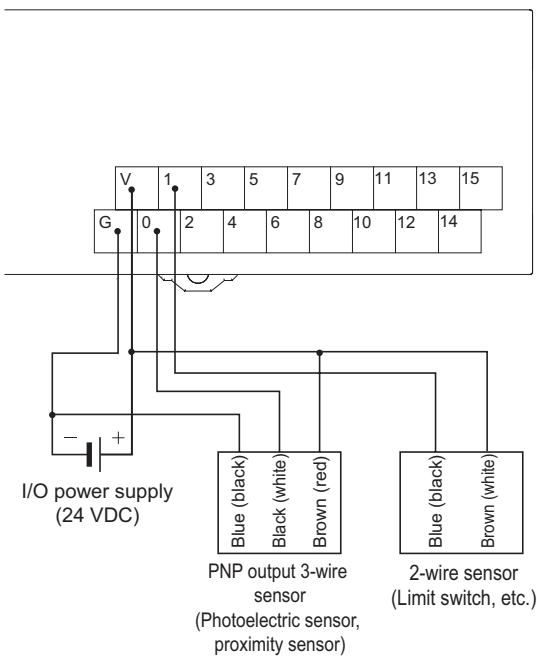 V 1 3 5 7 9 11 13 15
G 0 2 4 6 8 10 12 14
− +
I/O power supply
(24 VDC)
Blue (black)
Black (white)
Brown (red)
PNP output 3-wire
sensor
(Photoelectric sensor,
proximity sensor)
Blue (black)
Brown (white)
2-wire sensor
(Limit switch, etc.)